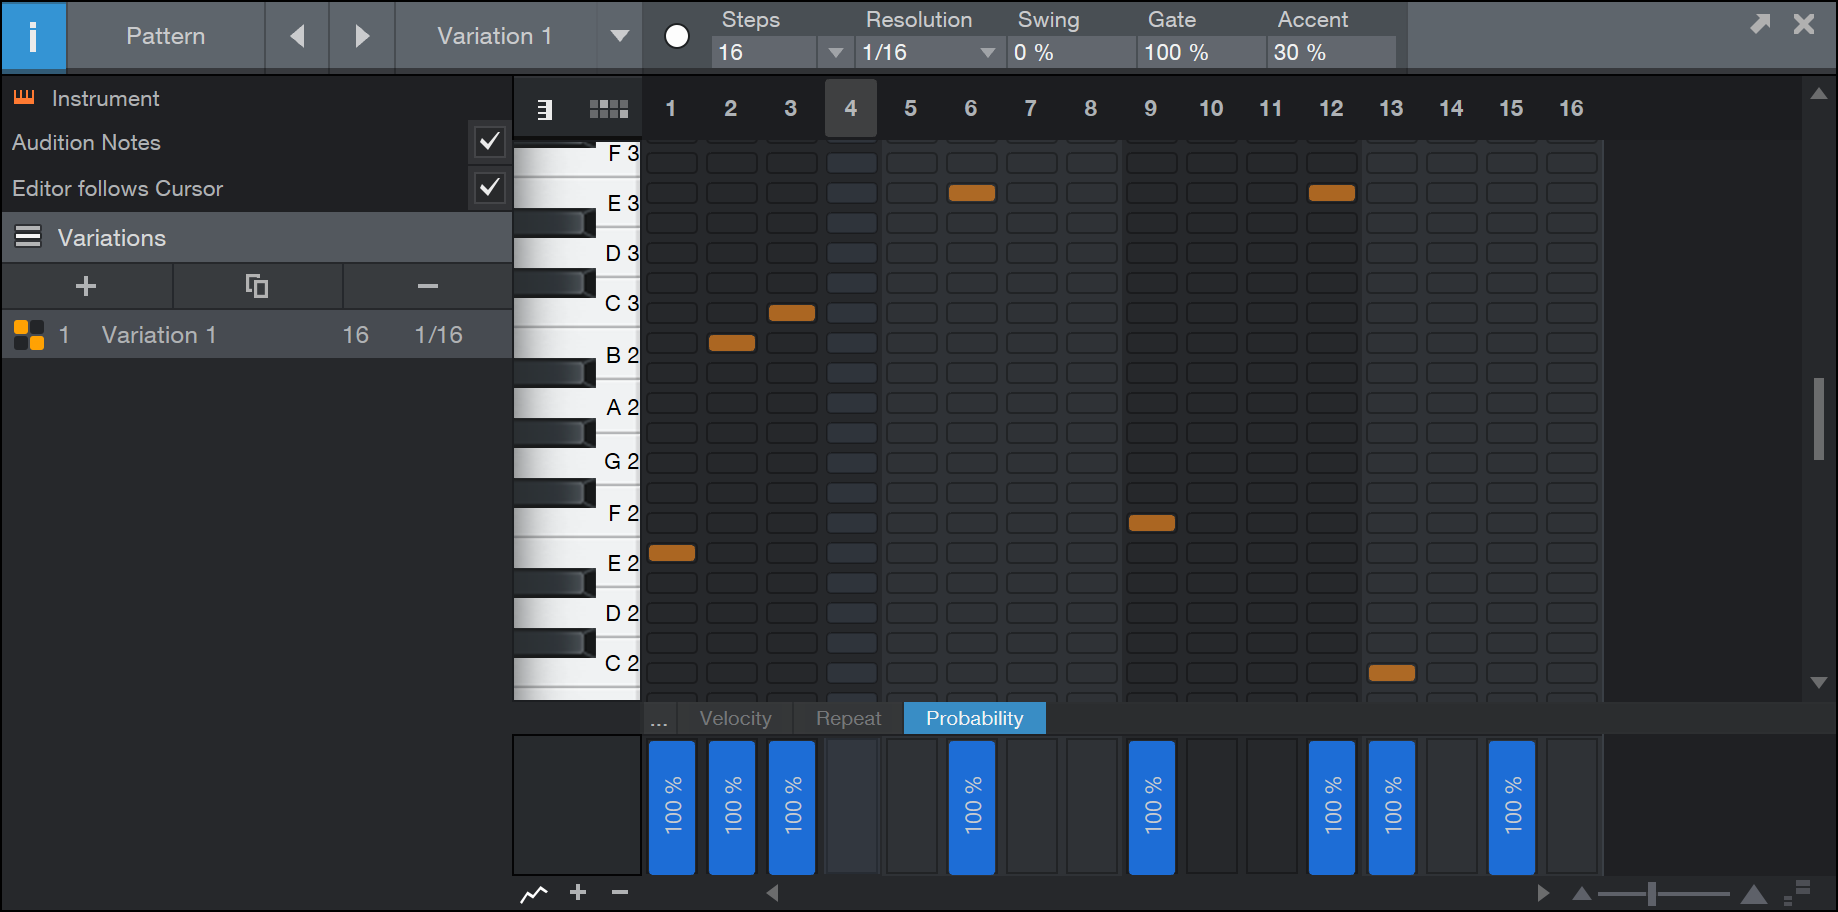 i Pattern Variation 1 Steps Resolution Swing Gate Accent
16 1/16 0 % 100 % 30 %
Instrument
Audition Notes
Editor follows Cursor
Variations
1 Variation 1 16 1/16
1 2 3 4 5 6 7 8 9 10 11 12 13 14 15 16
F 3
E 3
D 3
C 3
B 2
A 2
G 2
F 2
E 2
D 2
C 2
... Velocity Repeat Probability
100 % 100 % 100 % 100 % 100 % 100 % 100 % 100 %